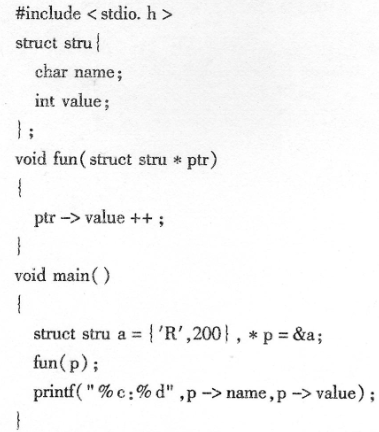 #include < stdio. h >
struct stru{
char name;
int value;
};
void fun( struct stru * ptr)
{
ptr -> value ++ ;
}
void main( )
{
struct stru a = {'R',200} , * p = &a;
fun(p);
printf( " % c:% d" ,p -> name,p -> value) ;
}